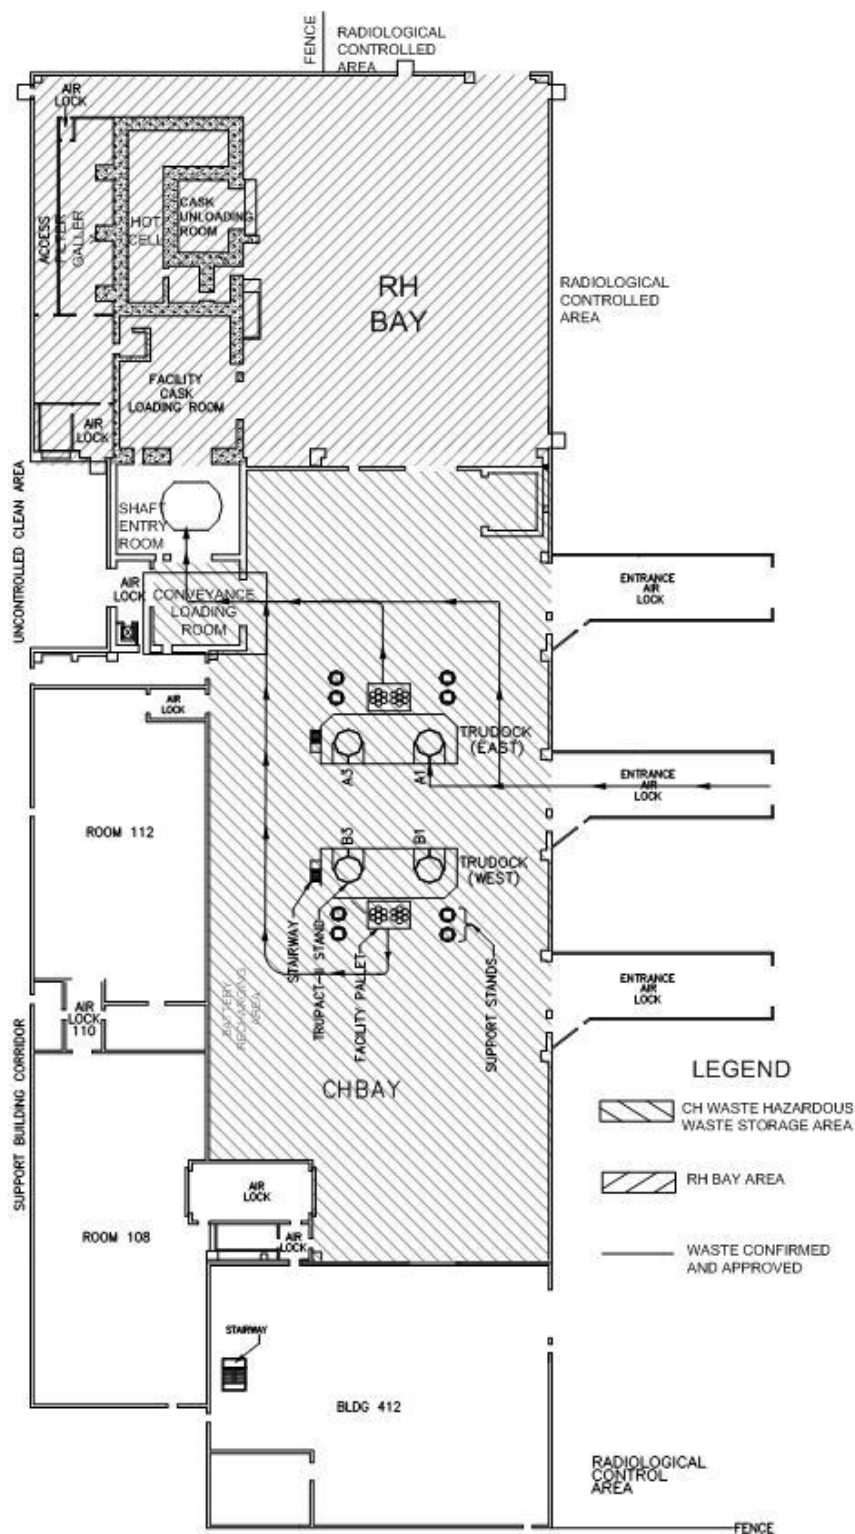 FENCE
RADIOLOGICAL
CONTROLLED
AREA
AIR
LOCK
ACCESS
FILTER
GALLERY
HOT
CELL
CASK
UNLOADING
ROOM
RH
BAY
RADIOLOGICAL
CONTROLLED
AREA
FACILITY
CASK
LOADING ROOM
AIR
LOCK
UNCONTROLLED CLEAN AREA
SHAFT
ENTRY
ROOM
AIR
LOCK
CONVEYANCE
LOADING
ROOM
ENTRANCE
AIR
LOCK
AIR
LOCK
TRUDOCK
(EAST)
A3
A1
ENTRANCE
AIR
LOCK
ROOM 112
B3
B1
TRUDOCK
(WEST)
STAIRWAY
TRUPACT-II STAND
FACILITY PALLET
SUPPORT STANDS
BATTERY
RECHARGING
AREA
ENTRANCE
AIR
LOCK
AIR
LOCK
110
SUPPORT BUILDING CORRIDOR
CHBAY
LEGEND
CH WASTE HAZARDOUS
WASTE STORAGE AREA
RH BAY AREA
WASTE CONFIRMED
AND APPROVED
AIR
LOCK
ROOM 108
AIR
LOCK
STAIRWAY
BLDG 412
RADIOLOGICAL
CONTROL
AREA
FENCE